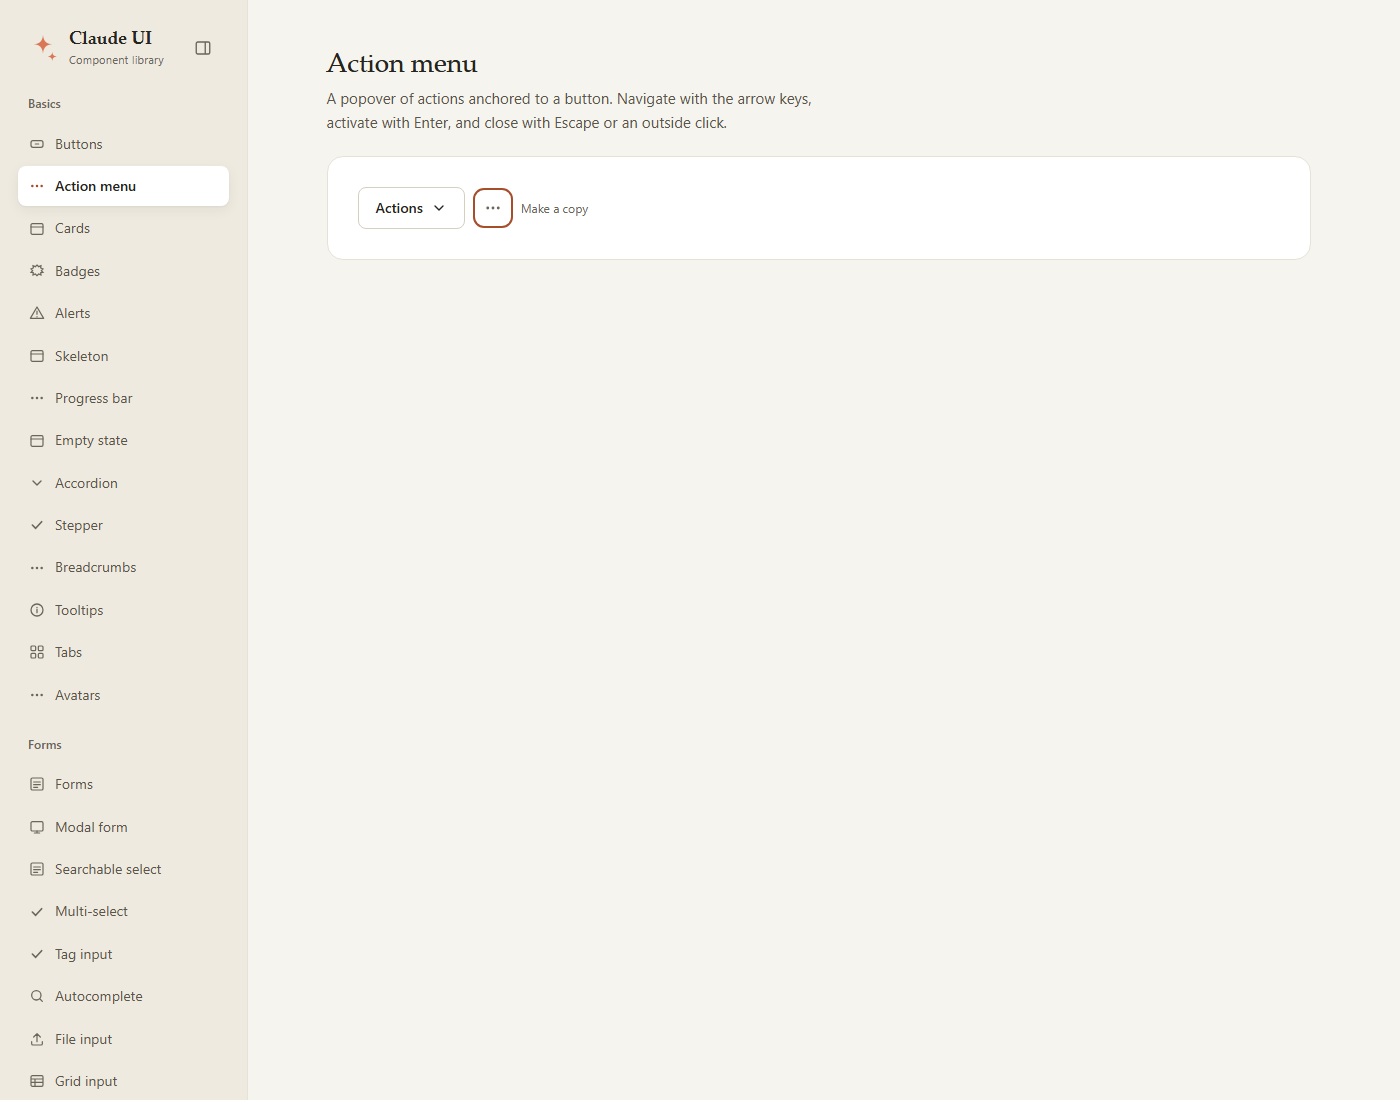 Claude UI
Component library
Basics
Buttons
Action menu
Cards
Badges
Alerts
Skeleton
Progress bar
Empty state
Accordion
Stepper
Breadcrumbs
Tooltips
Tabs
Avatars
Forms
Forms
Modal form
Searchable select
Multi-select
Tag input
Autocomplete
File input
Grid input
Action menu
A popover of actions anchored to a button. Navigate with the arrow keys,
activate with Enter, and close with Escape or an outside click.
Actions
Make a copy